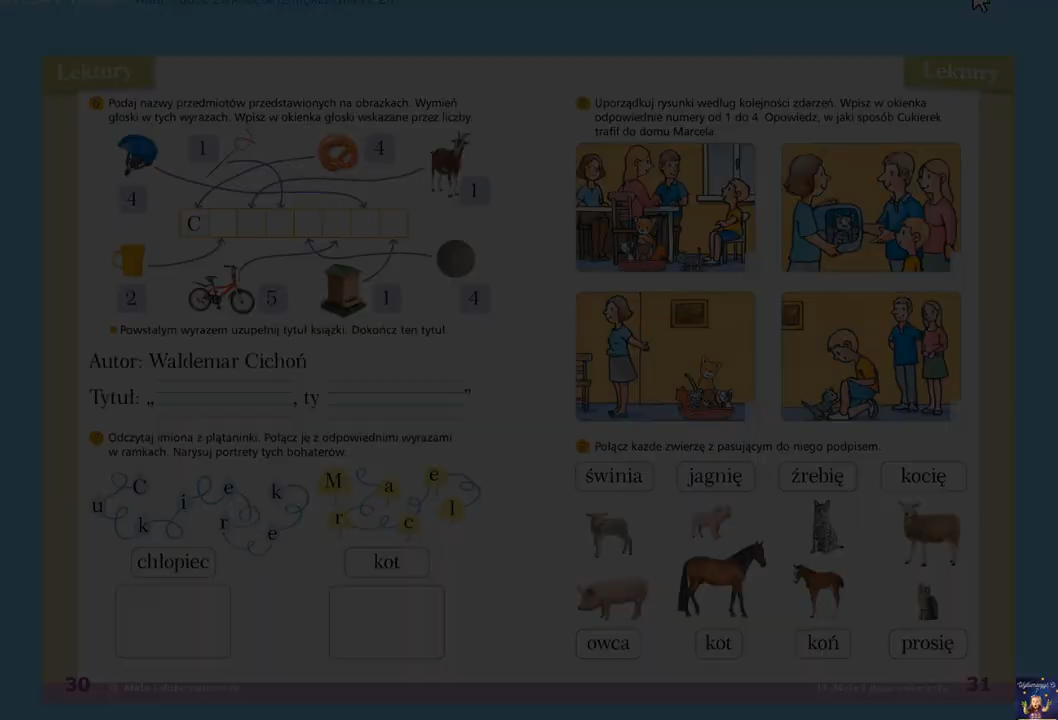 Lektury
Podaj nazwy przedmiotów przedstawionych na obrazkach. Wymień
głoski w tych wyrazach. Wpisz w okienka głoski wskazane przez liczby.
1
4
4
1
C
2
5
1
4
Powstałym wyrazem uzupełnij tytuł książki. Dokończ ten tytuł.
Autor: Waldemar Cichoń
Tytuł: „ , ty ”
Odczytaj imiona z plątaninki. Połącz je z odpowiednimi wyrazami
w ramkach. Narysuj portrety tych bohaterów.
C u k i e r e k
M a r c e l
chłopiec
kot
30
Lektury
Uporządkuj rysunki według kolejności zdarzeń. Wpisz w okienka
odpowiednie numery od 1 do 4. Opowiedz, w jaki sposób Cukierek
trafił do domu Marcela.
Połącz każde zwierzę z pasującym do niego podpisem.
świnia
jagnię
źrebię
kocię
owca
kot
koń
prosię
31